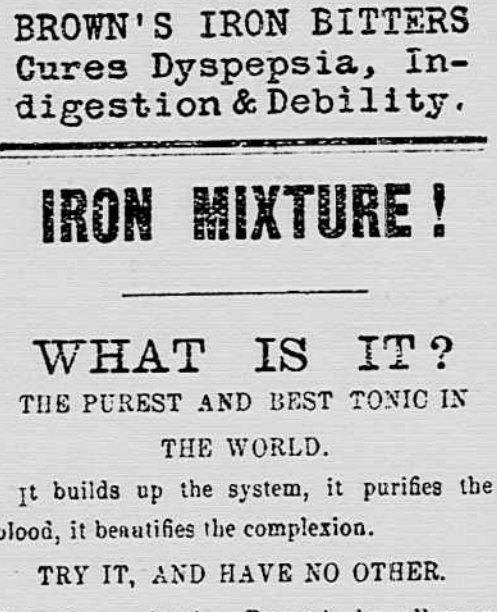 BROWN'S IRON BITTERS
Cures Dyspepsia, In-
digestion & Debility.
IRON MIXTURE!
WHAT IS IT?
THE PUREST AND BEST TONIC IN
THE WORLD.
It builds up the system, it purifies the
blood, it beautifies the complexion.
TRY IT, AND HAVE NO OTHER.